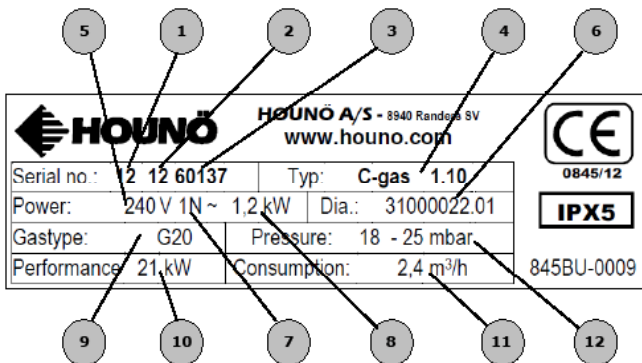 5 1 2 3 4 6
HOUNÖ
HOUNÖ A/S - 8940 Randers SV
www.houno.com
CE
0845/12
Serial no.: 12 12 60137 Typ: C-gas 1.10
Power: 240 V 1N ~ 1,2 kW Dia.: 31000022.01
IPX5
Gastype: G20 Pressure: 18 - 25 mbar
Performance 21 kW Consumption: 2,4 m³/h
845BU-0009
9 10 7 8 11 12